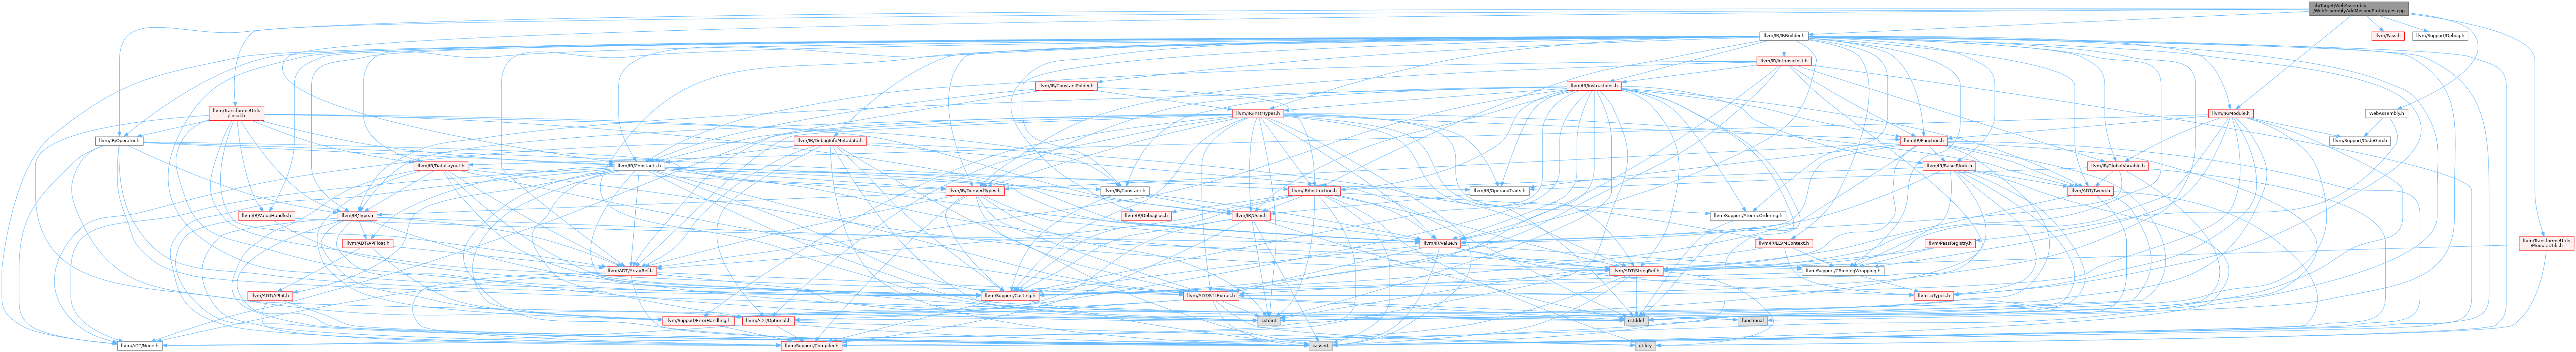 lib/Target/WebAssembly
/WebAssemblyAddMissingPrototypes.cpp
llvm/IR/IRBuilder.h
llvm/Pass.h
llvm/Support/Debug.h
llvm/IR/IntrinsicInst.h
llvm/IR/ConstantFolder.h
llvm/IR/Instructions.h
llvm/Transforms/Utils
/Local.h
llvm/IR/InstrTypes.h
llvm/IR/Module.h
WebAssembly.h
llvm/IR/Operator.h
llvm/IR/DebugInfoMetadata.h
llvm/IR/Function.h
llvm/Support/CodeGen.h
llvm/IR/DataLayout.h
llvm/IR/Constants.h
llvm/IR/BasicBlock.h
llvm/IR/GlobalVariable.h
llvm/IR/DerivedTypes.h
llvm/IR/Constant.h
llvm/IR/Instruction.h
llvm/IR/OperandTraits.h
llvm/ADT/Twine.h
llvm/IR/ValueHandle.h
llvm/IR/Type.h
llvm/IR/DebugLoc.h
llvm/IR/User.h
llvm/Support/AtomicOrdering.h
llvm/ADT/APFloat.h
llvm/IR/Value.h
llvm/IR/LLVMContext.h
llvm/PassRegistry.h
llvm/Transforms/Utils
/ModuleUtils.h
llvm/ADT/ArrayRef.h
llvm/ADT/StringRef.h
llvm/Support/CBindingWrapping.h
llvm/ADT/APInt.h
llvm/Support/Casting.h
llvm/ADT/STLExtras.h
llvm-c/Types.h
llvm/Support/ErrorHandling.h
llvm/ADT/Optional.h
cstdint
cstddef
functional
llvm/ADT/None.h
llvm/Support/Compiler.h
cassert
utility